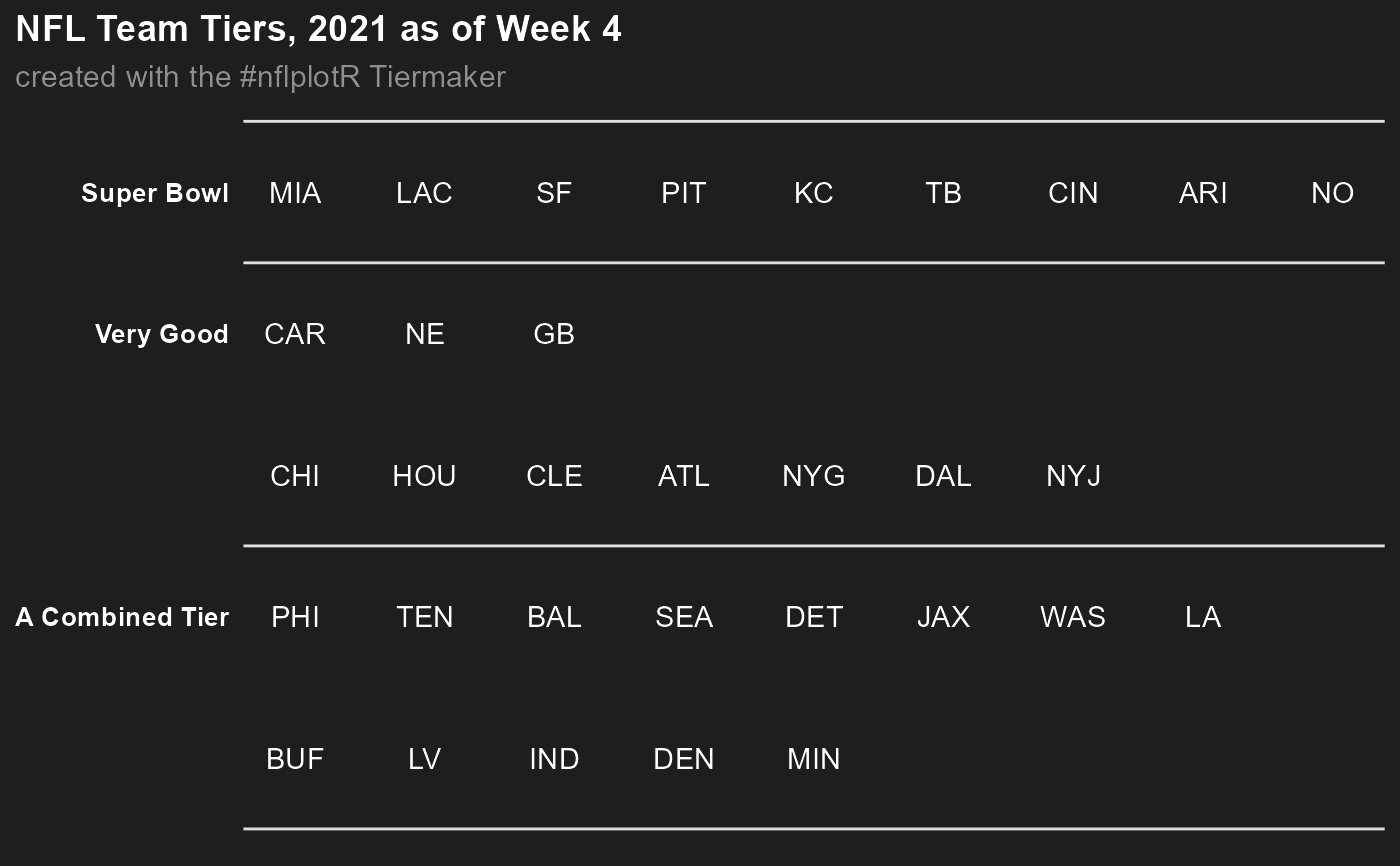 NFL Team Tiers, 2021 as of Week 4
created with the #nflplotR Tiermaker
Super Bowl MIA LAC SF PIT KC TB CIN ARI NO
Very Good CAR NE GB
CHI HOU CLE ATL NYG DAL NYJ
A Combined Tier PHI TEN BAL SEA DET JAX WAS LA
BUF LV IND DEN MIN